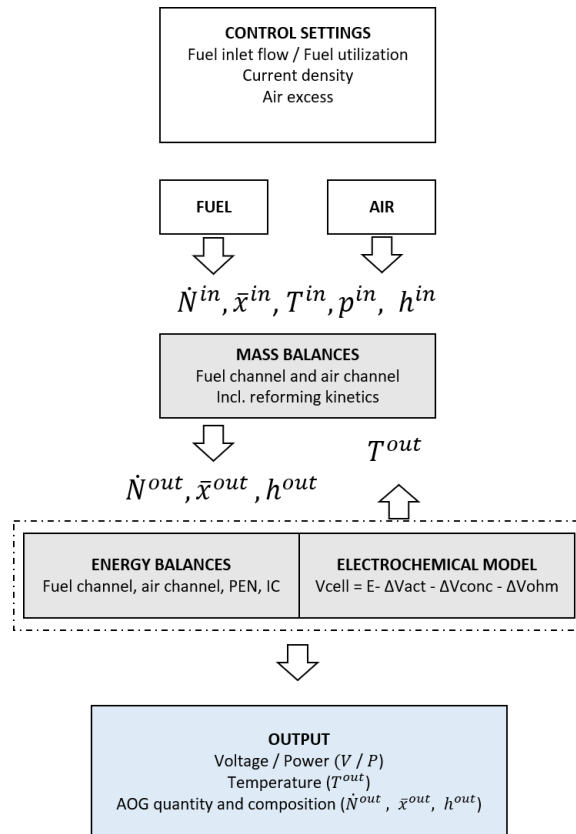 CONTROL SETTINGS
Fuel inlet flow / Fuel utilization
Current density
Air excess
FUEL
AIR
Ṅ^{in}, x̄^{in}, T^{in}, p^{in}, h^{in}
MASS BALANCES
Fuel channel and air channel
Incl. reforming kinetics
T^{out}
Ṅ^{out}, x̄^{out}, h^{out}
ENERGY BALANCES
Fuel channel, air channel, PEN, IC
ELECTROCHEMICAL MODEL
Vcell = E- ΔVact - ΔVconc - ΔVohm
OUTPUT
Voltage / Power (V / P)
Temperature (T^{out})
AOG quantity and composition (Ṅ^{out}, x̄^{out}, h^{out})